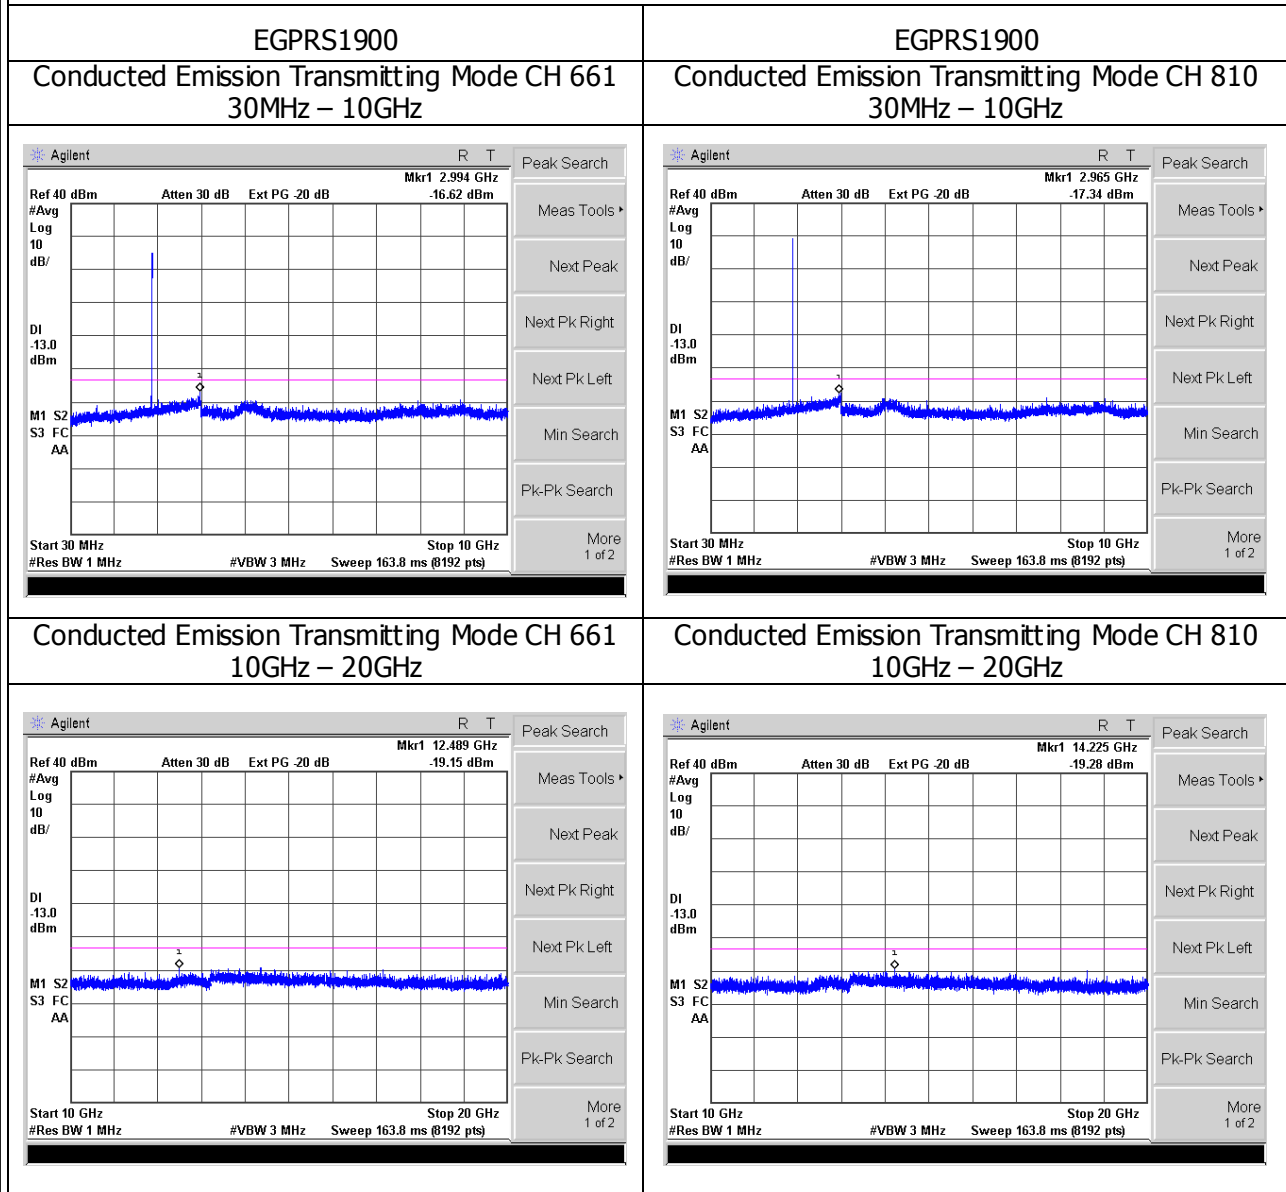 EGPRS1900
EGPRS1900
Conducted Emission Transmitting Mode CH 661
30MHz – 10GHz
Conducted Emission Transmitting Mode CH 810
30MHz – 10GHz
Agilent R T
Mkr1 2.994 GHz
Ref 40 dBm Atten 30 dB Ext PG -20 dB -16.62 dBm
#Avg
Log
10
dB/
DI
-13.0
dBm
1
M1 S2
S3 FC
AA
Start 30 MHz Stop 10 GHz
#Res BW 1 MHz #VBW 3 MHz Sweep 163.8 ms (8192 pts)
Peak Search
Meas Tools
Next Peak
Next Pk Right
Next Pk Left
Min Search
Pk-Pk Search
More
1 of 2
Agilent R T
Mkr1 2.965 GHz
Ref 40 dBm Atten 30 dB Ext PG -20 dB -17.34 dBm
#Avg
Log
10
dB/
DI
-13.0
dBm
1
M1 S2
S3 FC
AA
Start 30 MHz Stop 10 GHz
#Res BW 1 MHz #VBW 3 MHz Sweep 163.8 ms (8192 pts)
Peak Search
Meas Tools
Next Peak
Next Pk Right
Next Pk Left
Min Search
Pk-Pk Search
More
1 of 2
Conducted Emission Transmitting Mode CH 661
10GHz – 20GHz
Conducted Emission Transmitting Mode CH 810
10GHz – 20GHz
Agilent R T
Mkr1 12.489 GHz
Ref 40 dBm Atten 30 dB Ext PG -20 dB -19.15 dBm
#Avg
Log
10
dB/
DI
-13.0
dBm
1
M1 S2
S3 FC
AA
Start 10 GHz Stop 20 GHz
#Res BW 1 MHz #VBW 3 MHz Sweep 163.8 ms (8192 pts)
Peak Search
Meas Tools
Next Peak
Next Pk Right
Next Pk Left
Min Search
Pk-Pk Search
More
1 of 2
Agilent R T
Mkr1 14.225 GHz
Ref 40 dBm Atten 30 dB Ext PG -20 dB -19.28 dBm
#Avg
Log
10
dB/
DI
-13.0
dBm
1
M1 S2
S3 FC
AA
Start 10 GHz Stop 20 GHz
#Res BW 1 MHz #VBW 3 MHz Sweep 163.8 ms (8192 pts)
Peak Search
Meas Tools
Next Peak
Next Pk Right
Next Pk Left
Min Search
Pk-Pk Search
More
1 of 2